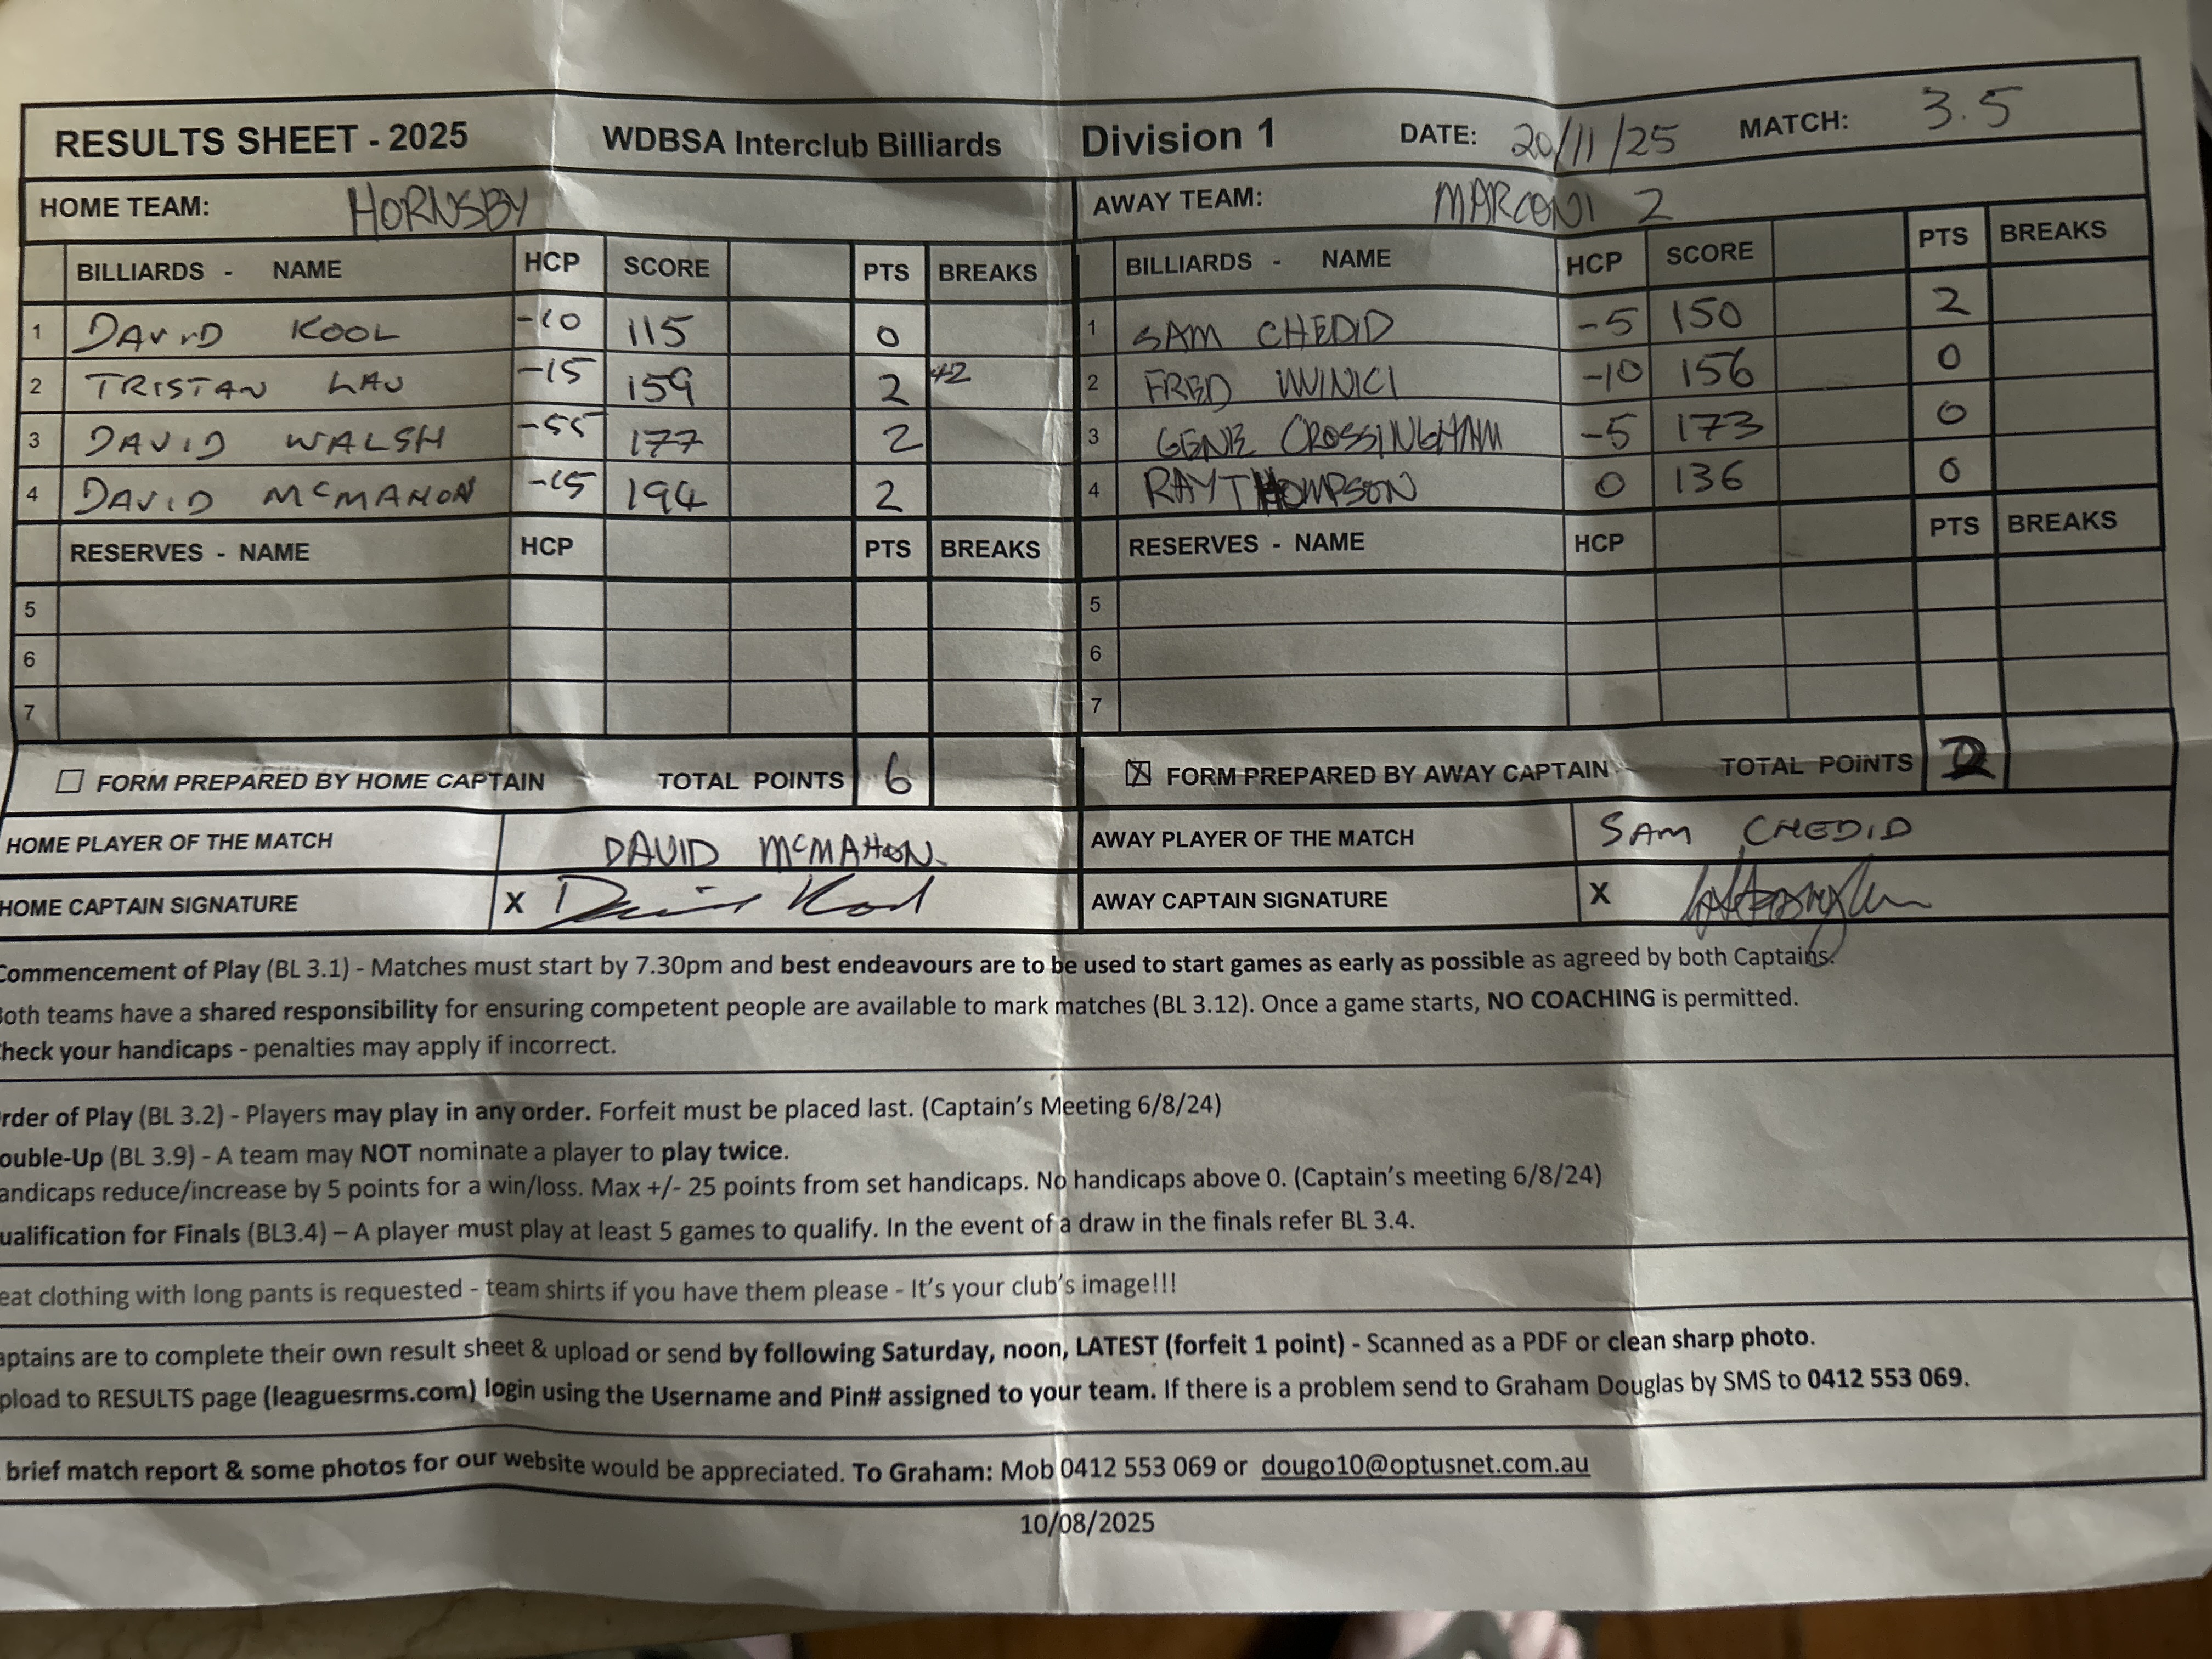 RESULTS SHEET - 2025 WDBSA Interclub Billiards Division 1 DATE: 20/11/25 MATCH: 3.5
HOME TEAM: HORNSBY AWAY TEAM: MARCONI 2
BILLIARDS - NAME HCP SCORE PTS BREAKS BILLIARDS - NAME HCP SCORE PTS BREAKS
1 DAVID KOOL -10 115 0 1 SAM CHEDID -5 150 2
2 TRISTAN LAU -15 159 2 42 2 FRED -10 156 0
3 DAVID WALSH -55 177 2 3 GENE CROSSINGHAM -5 173 0
4 DAVID MCMAHON -15 194 2 4 RAY THOMPSON 0 136 0
RESERVES - NAME HCP PTS BREAKS RESERVES - NAME HCP PTS BREAKS
5 5
6 6
7 7
FORM PREPARED BY HOME CAPTAIN TOTAL POINTS 6 FORM PREPARED BY AWAY CAPTAIN TOTAL POINTS 2
HOME PLAYER OF THE MATCH DAVID MCMAHON. AWAY PLAYER OF THE MATCH SAM CHEDID
HOME CAPTAIN SIGNATURE X David Kool AWAY CAPTAIN SIGNATURE X
Commencement of Play (BL 3.1) - Matches must start by 7.30pm and best endeavours are to be used to start games as early as possible as agreed by both Captains.
oth teams have a shared responsibility for ensuring competent people are available to mark matches (BL 3.12). Once a game starts, NO COACHING is permitted.
heck your handicaps - penalties may apply if incorrect.
rder of Play (BL 3.2) - Players may play in any order. Forfeit must be placed last. (Captain's Meeting 6/8/24)
ouble-Up (BL 3.9) - A team may NOT nominate a player to play twice.
andicaps reduce/increase by 5 points for a win/loss. Max +/- 25 points from set handicaps. No handicaps above 0. (Captain's meeting 6/8/24)
ualification for Finals (BL3.4) – A player must play at least 5 games to qualify. In the event of a draw in the finals refer BL 3.4.
eat clothing with long pants is requested - team shirts if you have them please - It's your club's image!!!
aptains are to complete their own result sheet & upload or send by following Saturday, noon, LATEST (forfeit 1 point) - Scanned as a PDF or clean sharp photo.
pload to RESULTS page (leaguesrms.com) login using the Username and Pin# assigned to your team. If there is a problem send to Graham Douglas by SMS to 0412 553 069.
brief match report & some photos for our website would be appreciated. To Graham: Mob 0412 553 069 or dougo10@optusnet.com.au
10/08/2025